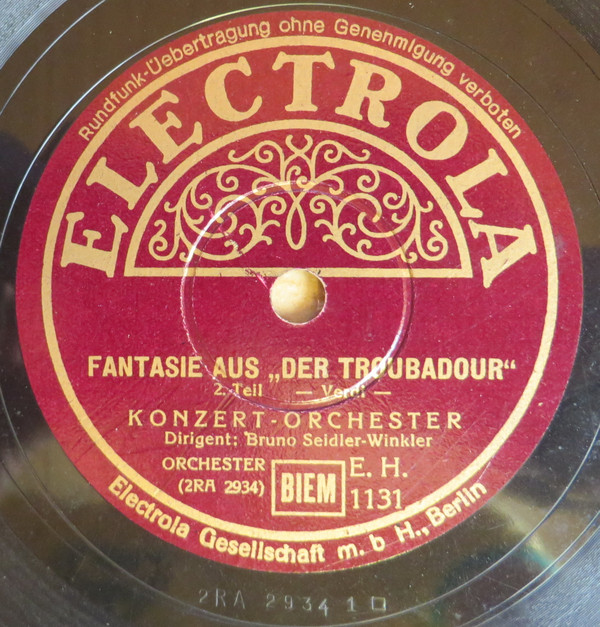 Rundfunk-Uebertragung ohne Genehmigung verboten
ELECTROLA
FANTASIE AUS „DER TROUBADOUR“
2. Teil — Verdi —
KONZERT-ORCHESTER
Dirigent: Bruno Seidler-Winkler
ORCHESTER
(2RA 2934)
BIEM
E. H.
1131
Electrola Gesellschaft m. b H., Berlin
2RA 2934 1 □